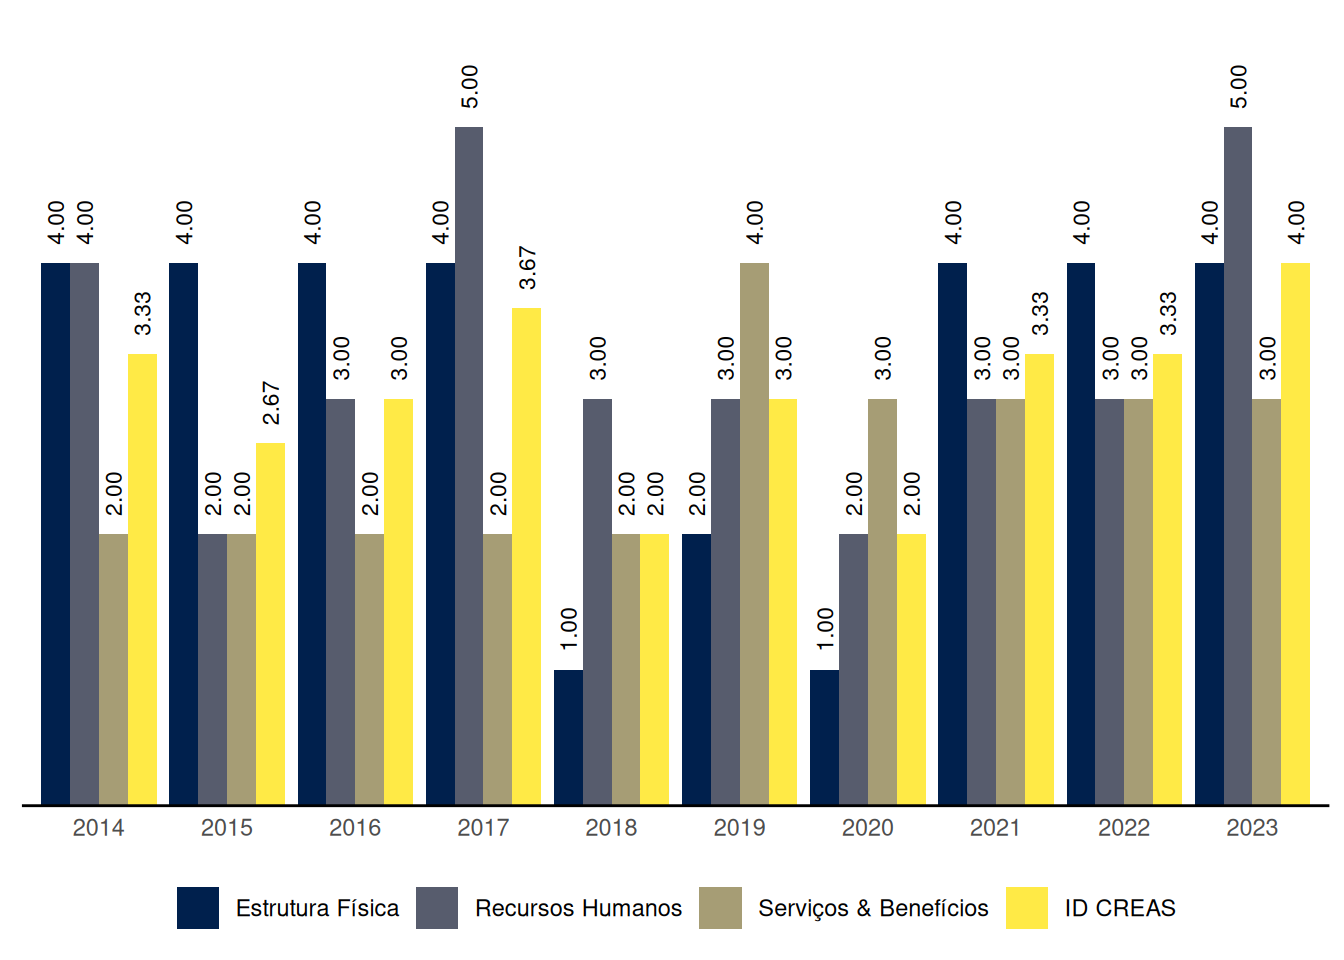 5.00 5.00
4.00 4.00 4.00 4.00 4.00 4.00 4.00 4.00 4.00 4.00
3.67
3.33 3.33 3.33
3.00 3.00 3.00 3.00 3.00 3.00 3.00 3.00 3.00 3.00 3.00
2.67
2.00 2.00 2.00 2.00 2.00 2.00 2.00 2.00 2.00 2.00
1.00 1.00
2014 2015 2016 2017 2018 2019 2020 2021 2022 2023
Estrutura Física Recursos Humanos Serviços & Benefícios ID CREAS